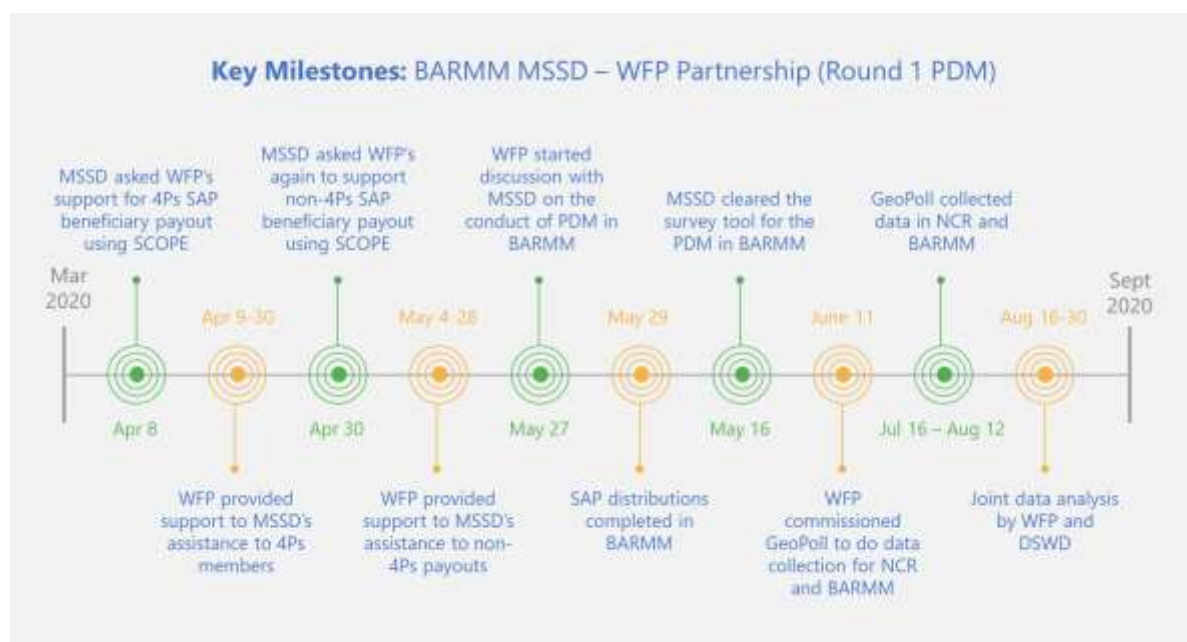 Key Milestones: BARMM MSSD – WFP Partnership (Round 1 PDM)
MSSD asked WFP's
support for 4Ps SAP
beneficiary payout
using SCOPE
MSSD asked WFP's
again to support
non-4Ps SAP
beneficiary payout
using SCOPE
WFP started
discussion with
MSSD on the
conduct of PDM in
BARMM
MSSD cleared the
survey tool for the
PDM in BARMM
GeoPoll collected
data in NCR and
BARMM
Mar
2020
Sept
2020
Apr 9-30
May 4-28
May 29
June 11
Aug 16-30
Apr 8
Apr 30
May 27
May 16
Jul 16 – Aug 12
WFP provided
support to MSSD's
assistance to 4Ps
members
WFP provided
support to MSSD's
assistance to non-
4Ps payouts
SAP distributions
completed in
BARMM
WFP
commissioned
GeoPoll to do data
collection for NCR
and BARMM
Joint data analysis
by WFP and
DSWD